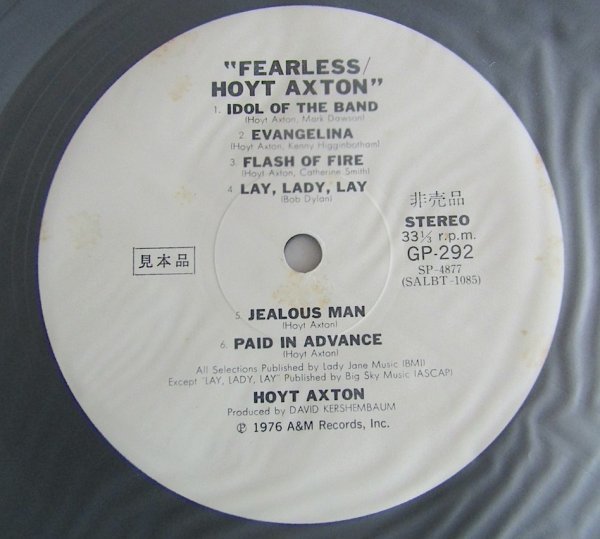 "FEARLESS/
HOYT AXTON"
1. IDOL OF THE BAND
(Hoyt Axton, Mark Dawson)
2. EVANGELINA
(Hoyt Axton, Kenny Higginbotham)
3. FLASH OF FIRE
(Hoyt Axton, Catherine Smith)
4. LAY, LADY, LAY
(Bob Dylan)
非売品
STEREO
33⅓ r.p.m.
GP-292
SP-4877
(SALBT-1085)
見本品
5. JEALOUS MAN
(Hoyt Axton)
6. PAID IN ADVANCE
(Hoyt Axton)
All Selections Published by Lady Jane Music (BMI)
Except "LAY, LADY, LAY" Published by Big Sky Music (ASCAP)
HOYT AXTON
Produced by DAVID KERSHENBAUM
℗ 1976 A&M Records, Inc.